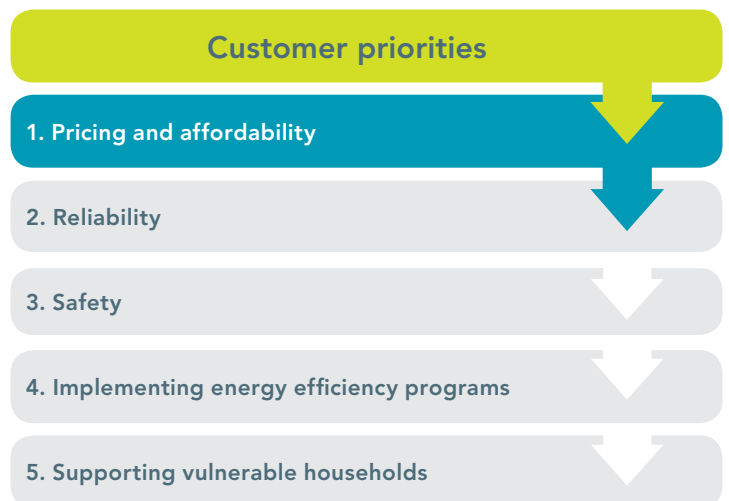 Customer priorities
1. Pricing and affordability
2. Reliability
3. Safety
4. Implementing energy efficiency programs
5. Supporting vulnerable households